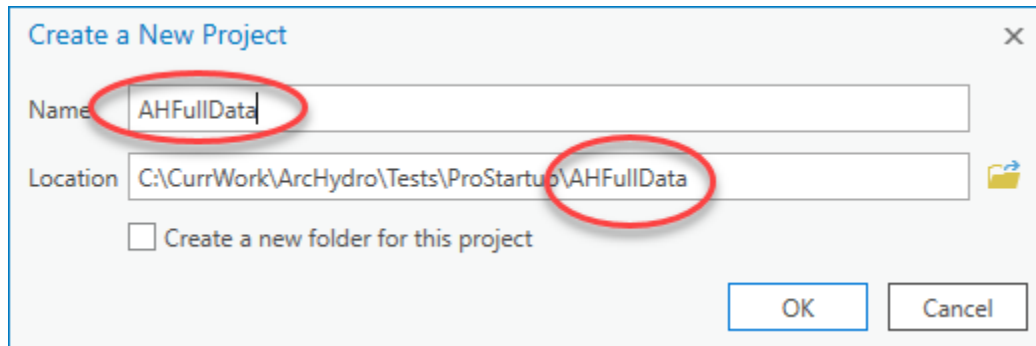 Create a New Project
Name AHFullData
Location C:\CurrWork\ArcHydro\Tests\ProStartup\AHFullData
Create a new folder for this project
OK Cancel